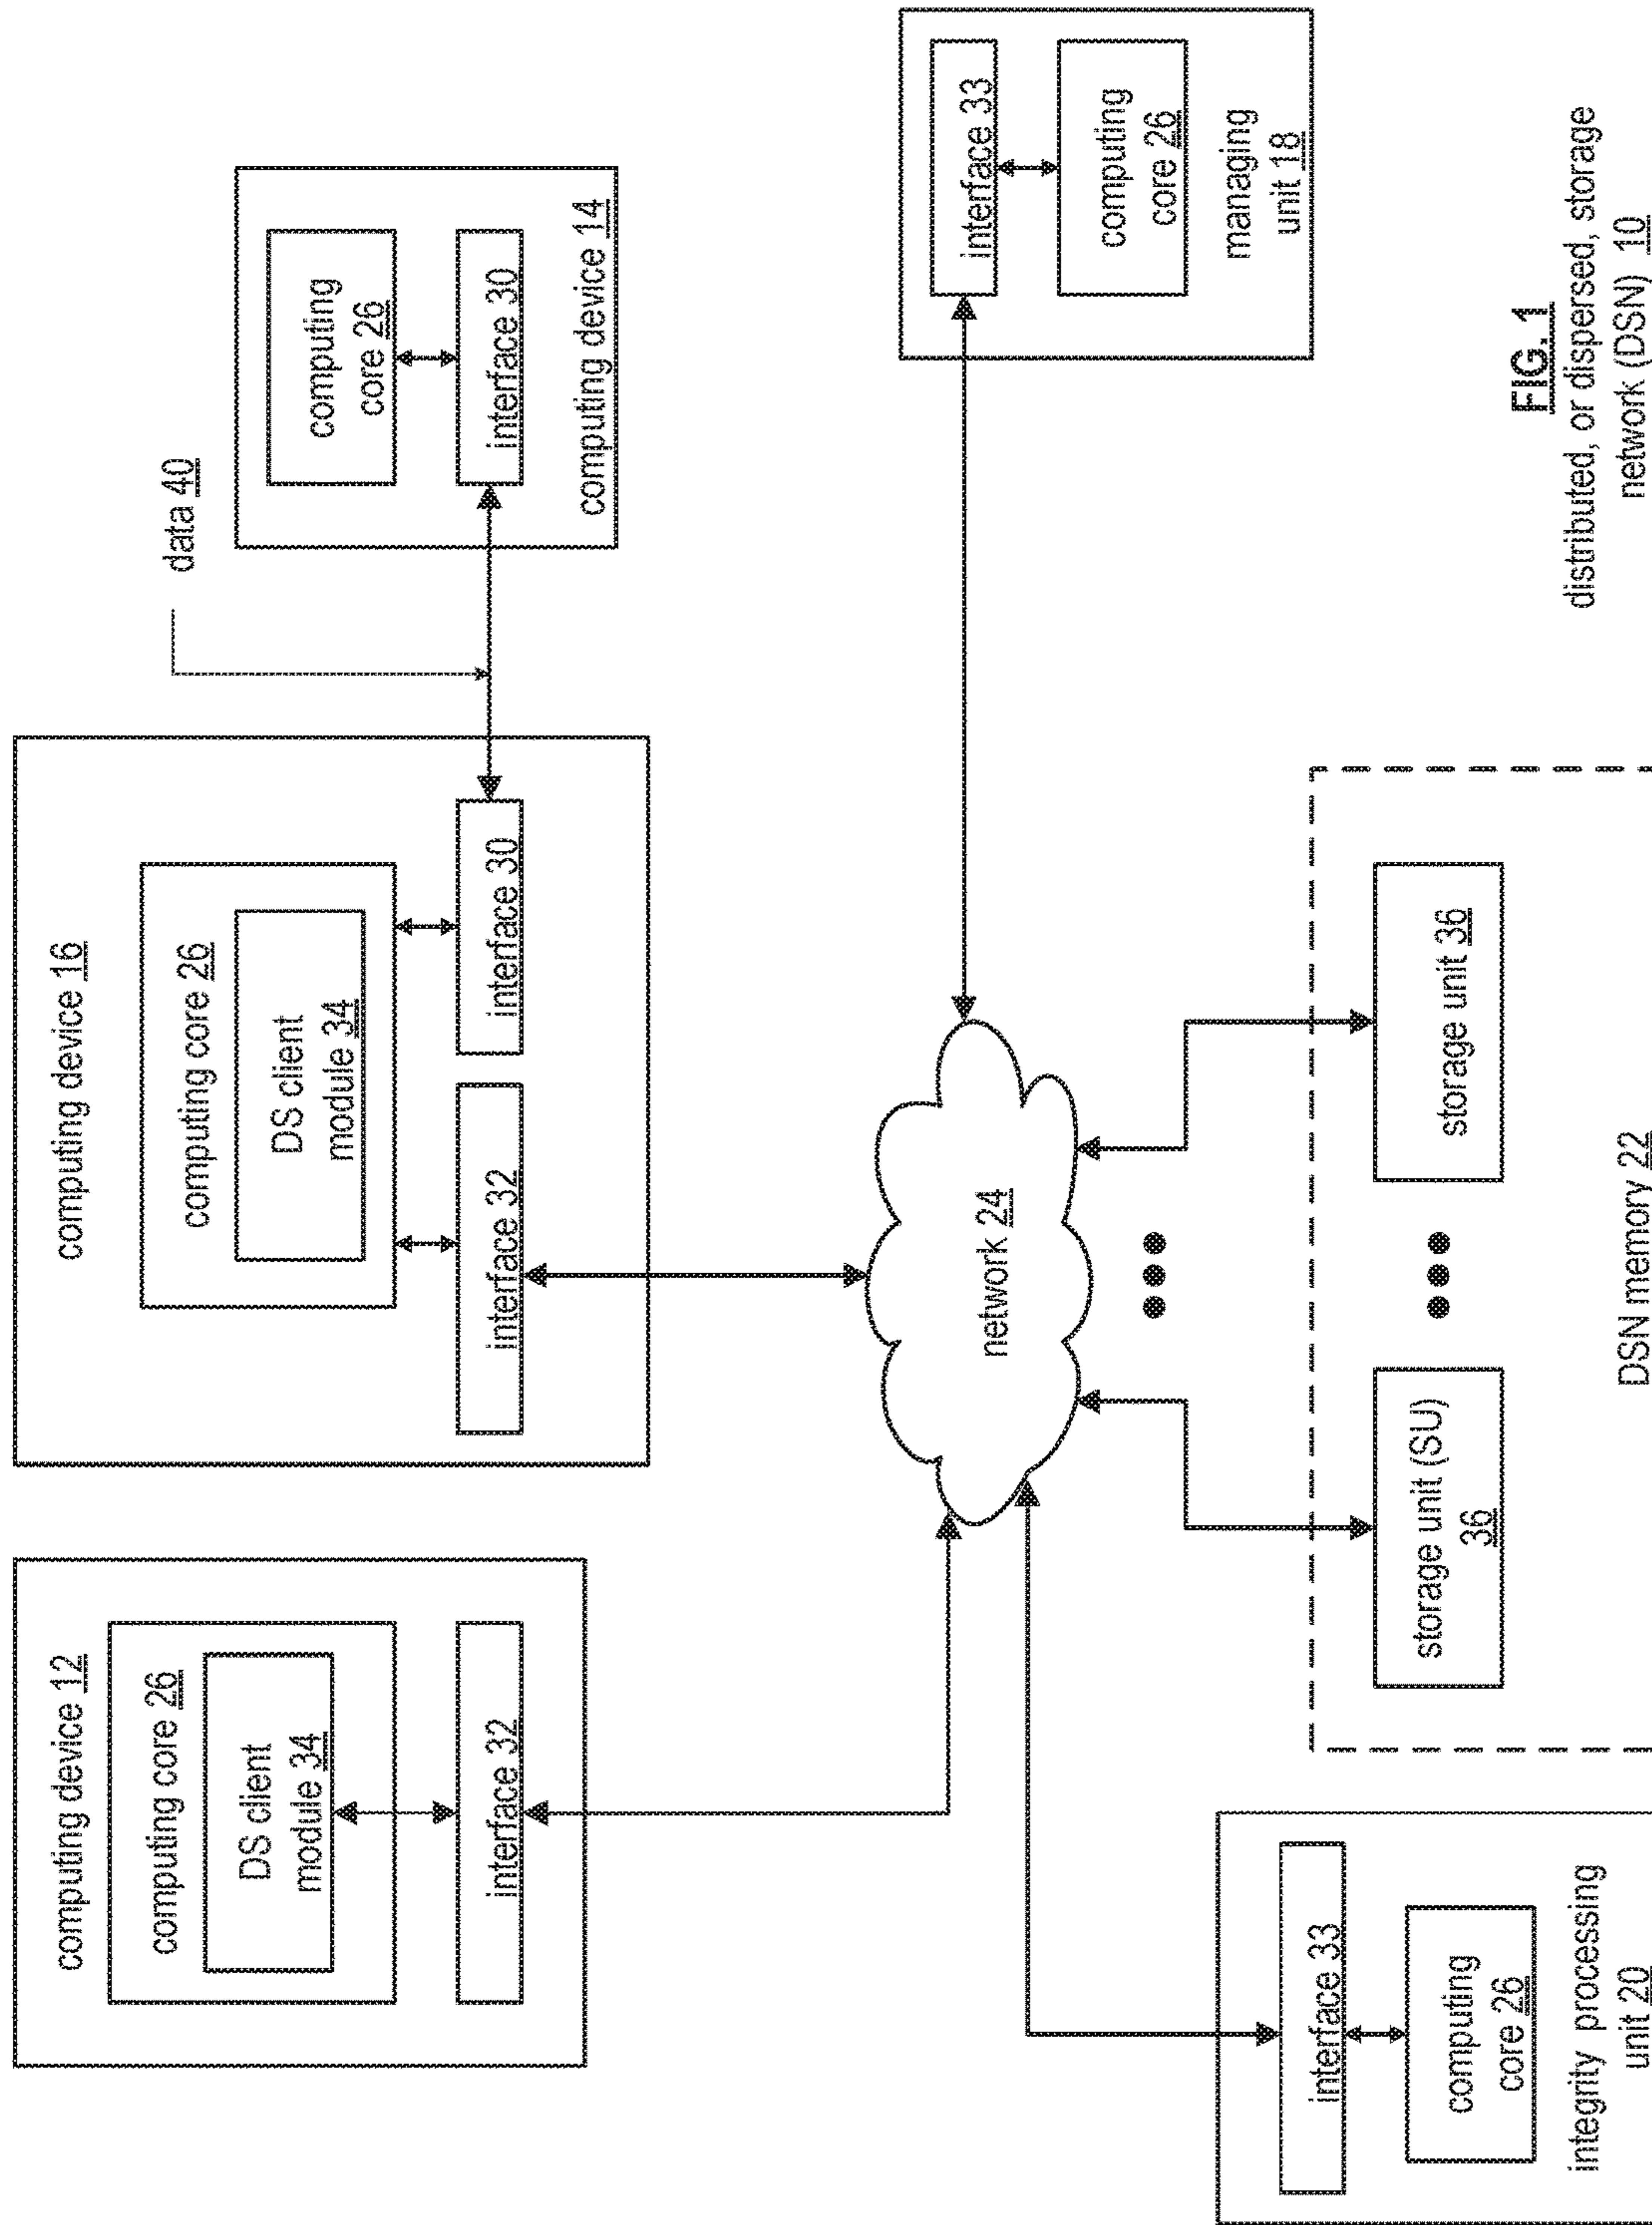 computing device 12
computing core 26
DS client
module 34
interface 32
computing device 16
computing core 26
DS client
module 34
interface 32
interface 30
data 40
computing
core 26
interface 30
computing device 14
network 24
interface 33
computing
core 26
managing
unit 18
interface 33
computing
core 26
integrity processing
unit 20
storage unit (SU)
36
storage unit 36
DSN memory 22
FIG. 1
distributed, or dispersed, storage
network (DSN) 10